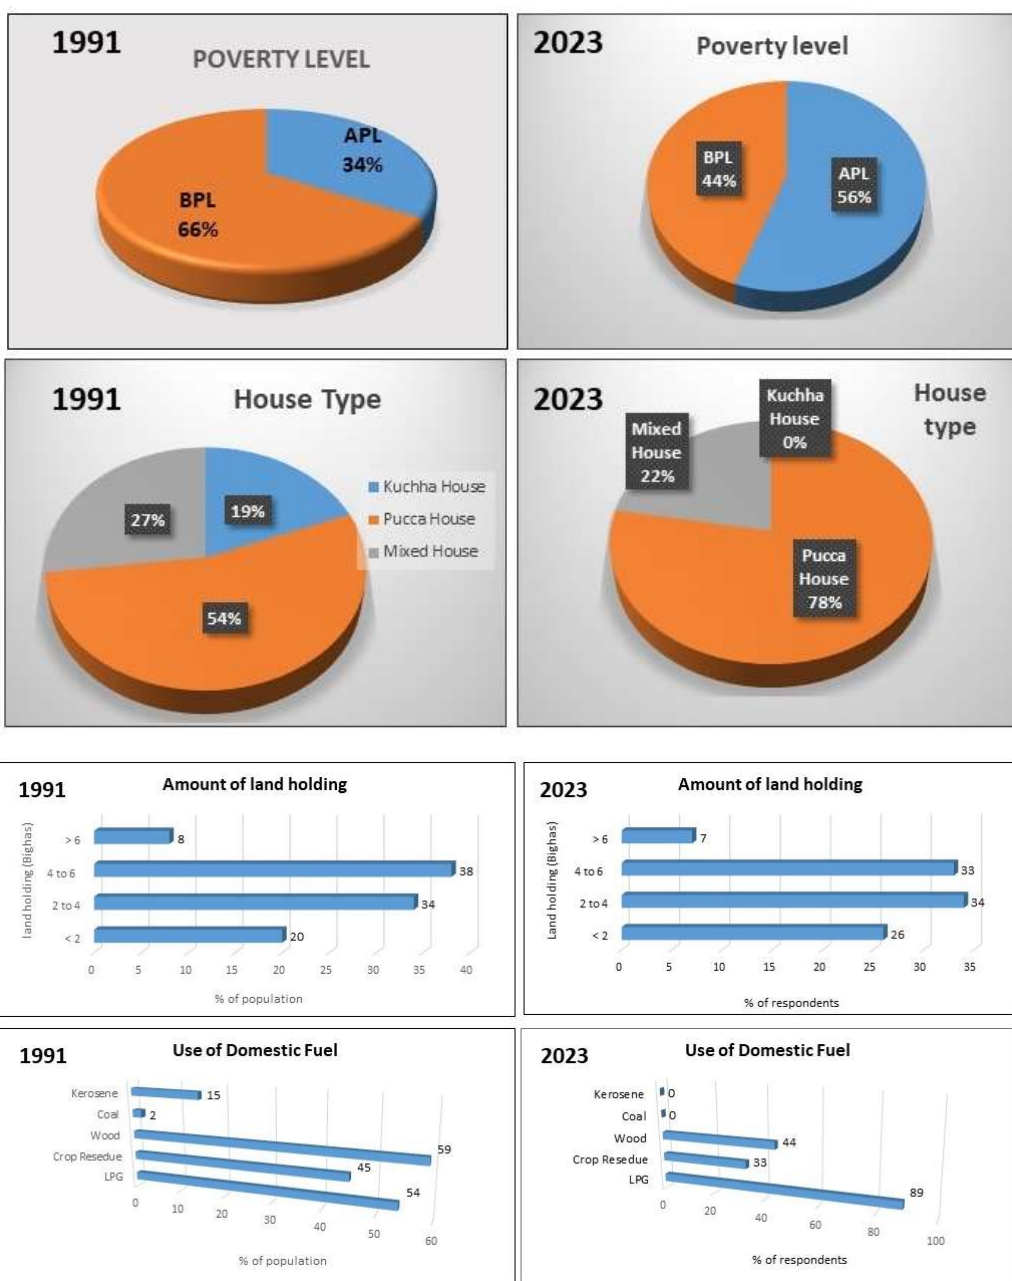 1991
POVERTY LEVEL
APL
34%
BPL
66%
2023
Poverty level
BPL
44%
APL
56%
1991
House Type
27%
19%
54%
Kuchha House
Pucca House
Mixed House
2023
House
type
Kuchha
House
0%
Mixed
House
22%
Pucca
House
78%
1991
Amount of land holding
land holding (Bighas)
> 6
8
4 to 6
38
2 to 4
34
< 2
20
0 5 10 15 20 25 30 35 40
% of population
2023
Amount of land holding
Land holding (Bighas)
> 6
7
4 to 6
33
2 to 4
34
< 2
26
0 5 10 15 20 25 30 35
% of respondents
1991
Use of Domestic Fuel
Kerosene
15
Coal
2
Wood
59
Crop Resedue
45
LPG
54
0 10 20 30 40 50 60
% of population
2023
Use of Domestic Fuel
Kerosene
0
Coal
0
Wood
44
Crop Resedue
33
LPG
89
0 20 40 60 80 100
% of respondents